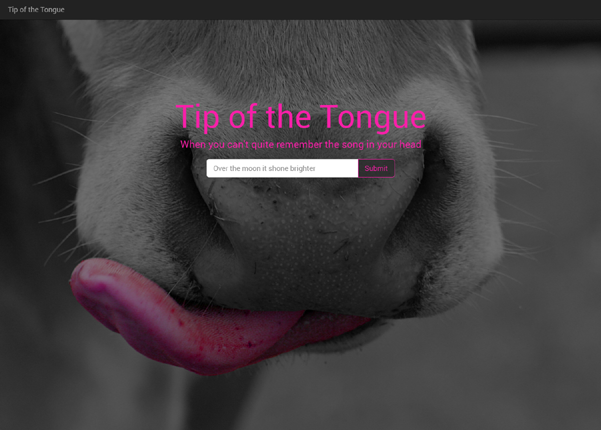 Tip of the Tongue
Tip of the Tongue
When you can't quite remember the song in your head
Over the moon it shone brighter
Submit